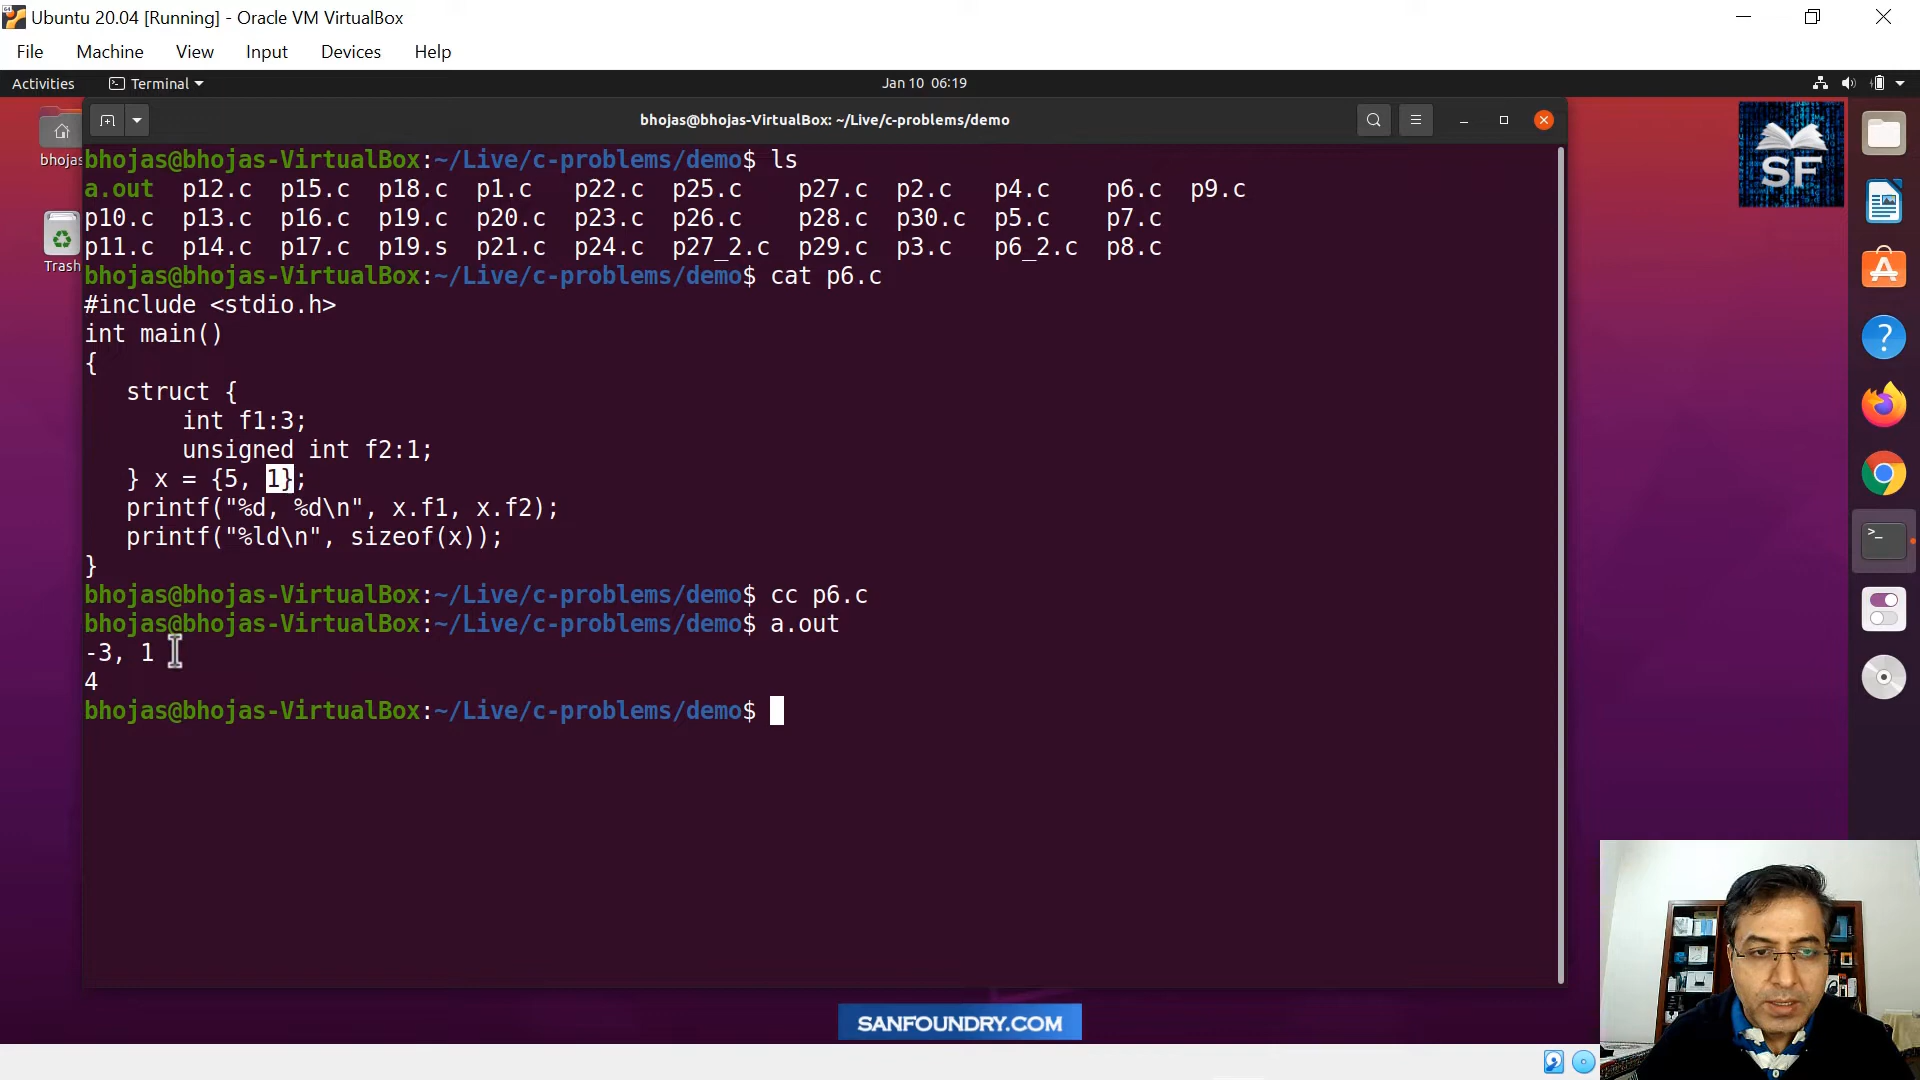 Ubuntu 20.04 [Running] - Oracle VM VirtualBox
File Machine View Input Devices Help
Activities Terminal Jan 10 06:19
bhojas@bhojas-VirtualBox: ~/Live/c-problems/demo
bhojas
Trash
SF
bhojas@bhojas-VirtualBox:~/Live/c-problems/demo$ ls
a.out p12.c p15.c p18.c p1.c p22.c p25.c p27.c p2.c p4.c p6.c p9.c
p10.c p13.c p16.c p19.c p20.c p23.c p26.c p28.c p30.c p5.c p7.c
p11.c p14.c p17.c p19.s p21.c p24.c p27_2.c p29.c p3.c p6_2.c p8.c
bhojas@bhojas-VirtualBox:~/Live/c-problems/demo$ cat p6.c
#include <stdio.h>
int main()
{
struct {
int f1:3;
unsigned int f2:1;
} x = {5, 1};
printf("%d, %d\n", x.f1, x.f2);
printf("%ld\n", sizeof(x));
}
bhojas@bhojas-VirtualBox:~/Live/c-problems/demo$ cc p6.c
bhojas@bhojas-VirtualBox:~/Live/c-problems/demo$ a.out
-3, 1
4
bhojas@bhojas-VirtualBox:~/Live/c-problems/demo$
SANFOUNDRY.COM